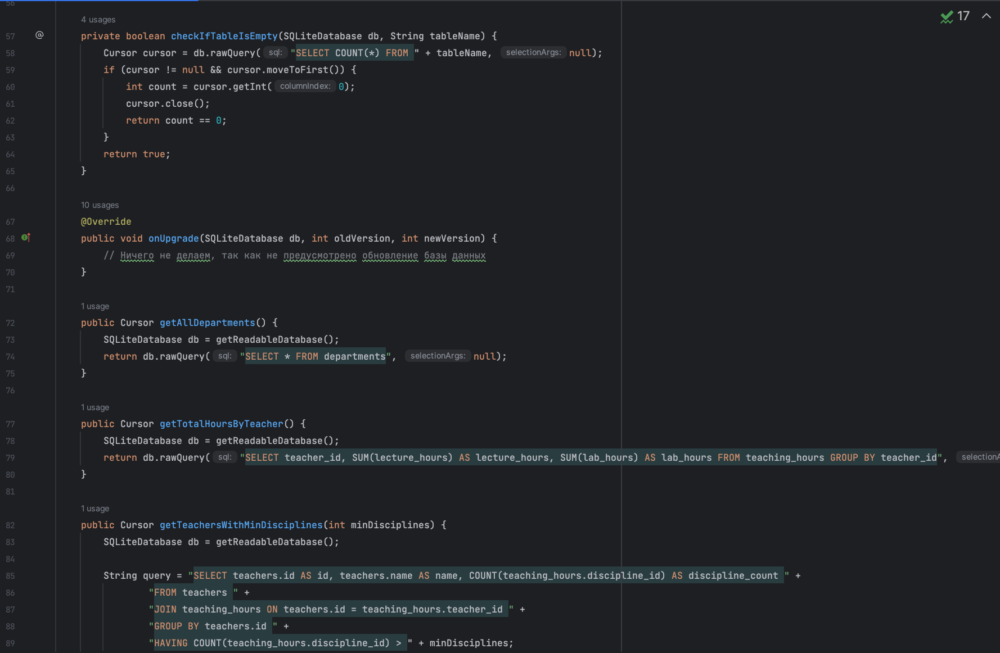 56
17
4 usages
57 @ private boolean checkIfTableIsEmpty(SQLiteDatabase db, String tableName) {
58 Cursor cursor = db.rawQuery( sql: "SELECT COUNT(*) FROM " + tableName, selectionArgs: null);
59 if (cursor != null && cursor.moveToFirst()) {
60 int count = cursor.getInt( columnIndex: 0);
61 cursor.close();
62 return count == 0;
63 }
64 return true;
65 }
66
10 usages
67 @Override
68 public void onUpgrade(SQLiteDatabase db, int oldVersion, int newVersion) {
69 // Ничего не делаем, так как не предусмотрено обновление базы данных
70 }
71
1 usage
72 public Cursor getAllDepartments() {
73 SQLiteDatabase db = getReadableDatabase();
74 return db.rawQuery( sql: "SELECT * FROM departments", selectionArgs: null);
75 }
76
1 usage
77 public Cursor getTotalHoursByTeacher() {
78 SQLiteDatabase db = getReadableDatabase();
79 return db.rawQuery( sql: "SELECT teacher_id, SUM(lecture_hours) AS lecture_hours, SUM(lab_hours) AS lab_hours FROM teaching_hours GROUP BY teacher_id", selectionA
80 }
81
1 usage
82 public Cursor getTeachersWithMinDisciplines(int minDisciplines) {
83 SQLiteDatabase db = getReadableDatabase();
84
85 String query = "SELECT teachers.id AS id, teachers.name AS name, COUNT(teaching_hours.discipline_id) AS discipline_count " +
86 "FROM teachers " +
87 "JOIN teaching_hours ON teachers.id = teaching_hours.teacher_id " +
88 "GROUP BY teachers.id " +
89 "HAVING COUNT(teaching_hours.discipline_id) > " + minDisciplines;